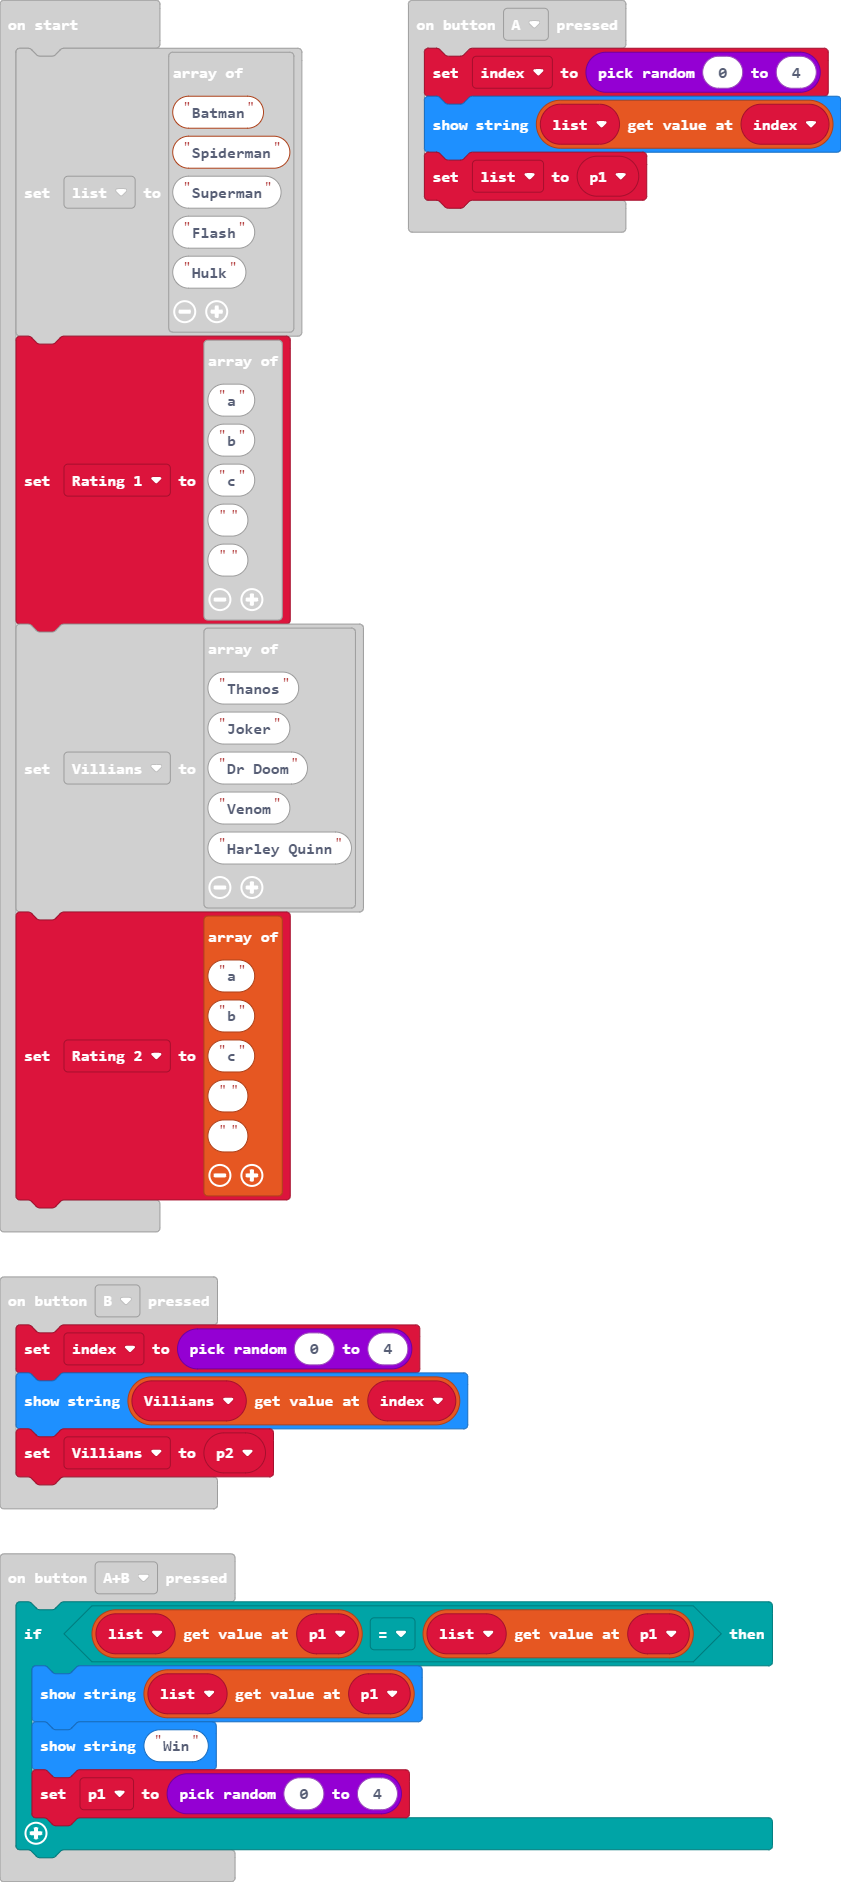 on start
set list to array of
"Batman"
"Spiderman"
"Superman"
"Flash"
"Hulk"
set Rating 1 to array of
"a"
"b"
"c"
" "
" "
set Villians to array of
"Thanos"
"Joker"
"Dr Doom"
"Venom"
"Harley Quinn"
set Rating 2 to array of
"a"
"b"
"c"
" "
" "
on button A pressed
set index to pick random 0 to 4
show string list get value at index
set list to p1
on button B pressed
set index to pick random 0 to 4
show string Villians get value at index
set Villians to p2
on button A+B pressed
if list get value at p1 = list get value at p1 then
show string list get value at p1
show string "Win"
set p1 to pick random 0 to 4